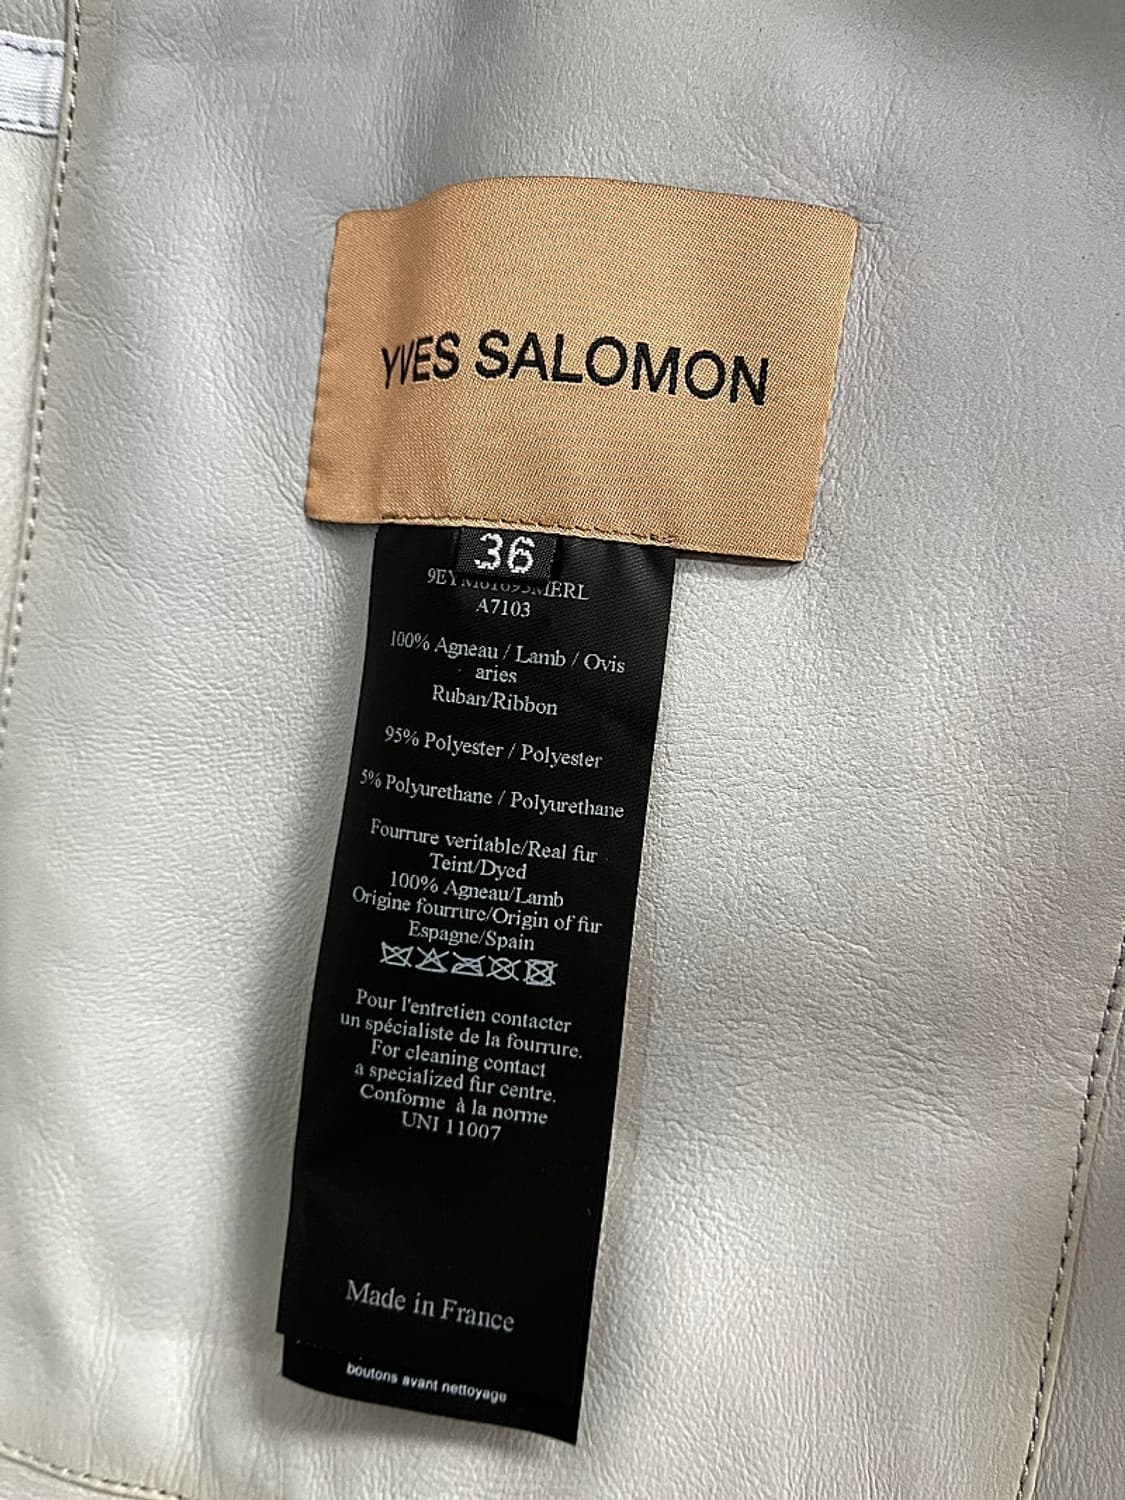 YVES SALOMON
36
A7103
100% Agneau / Lamb / Ovis
aries
Ruban/Ribbon
95% Polyester / Polyester
5% Polyurethane / Polyurethane
Fourrure veritable/Real fur
Teint/Dyed
100% Agneau/Lamb
Origine fourrure/Origin of fur
Espagne/Spain
Pour l'entretien contacter
un spécialiste de la fourrure.
For cleaning contact
a specialized fur centre.
Conforme à la norme
UNI 11007
Made in France
boutons avant nettoyage